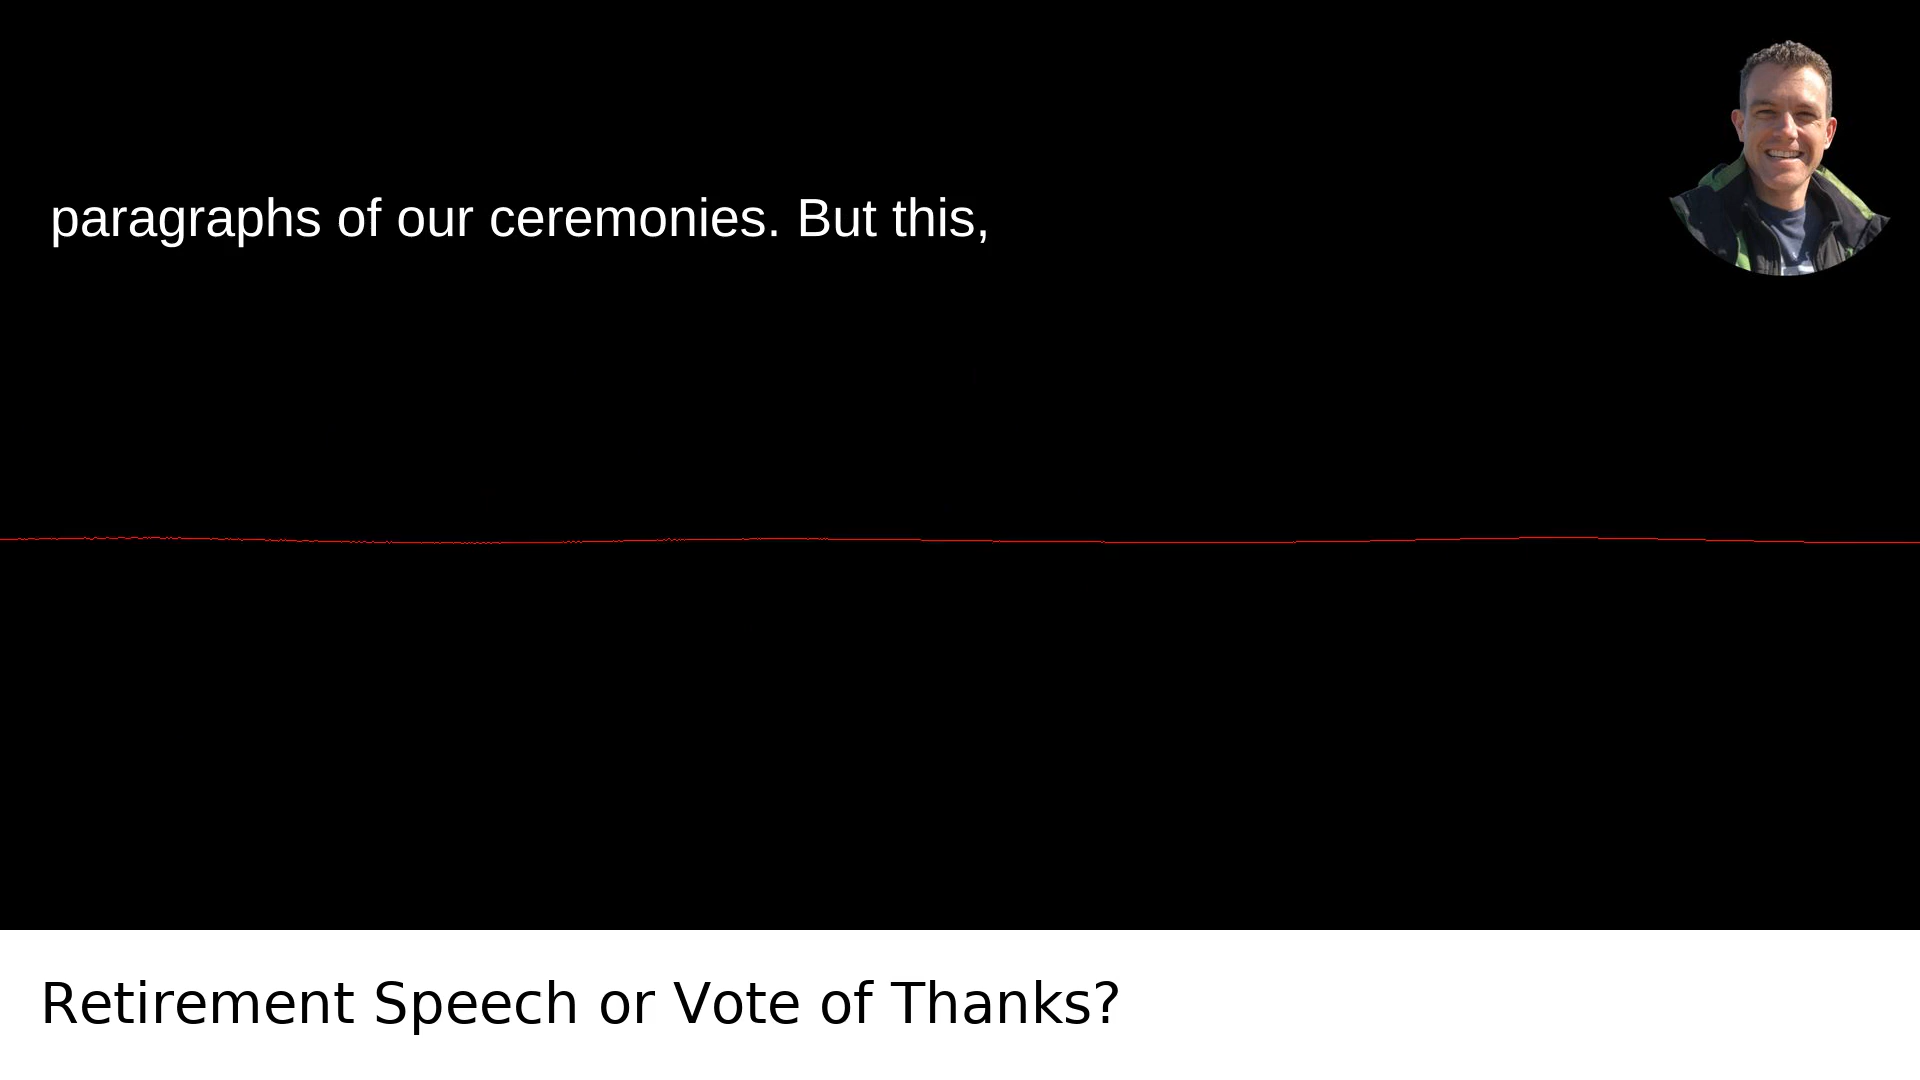 paragraphs of our ceremonies. But this,
Retirement Speech or Vote of Thanks?